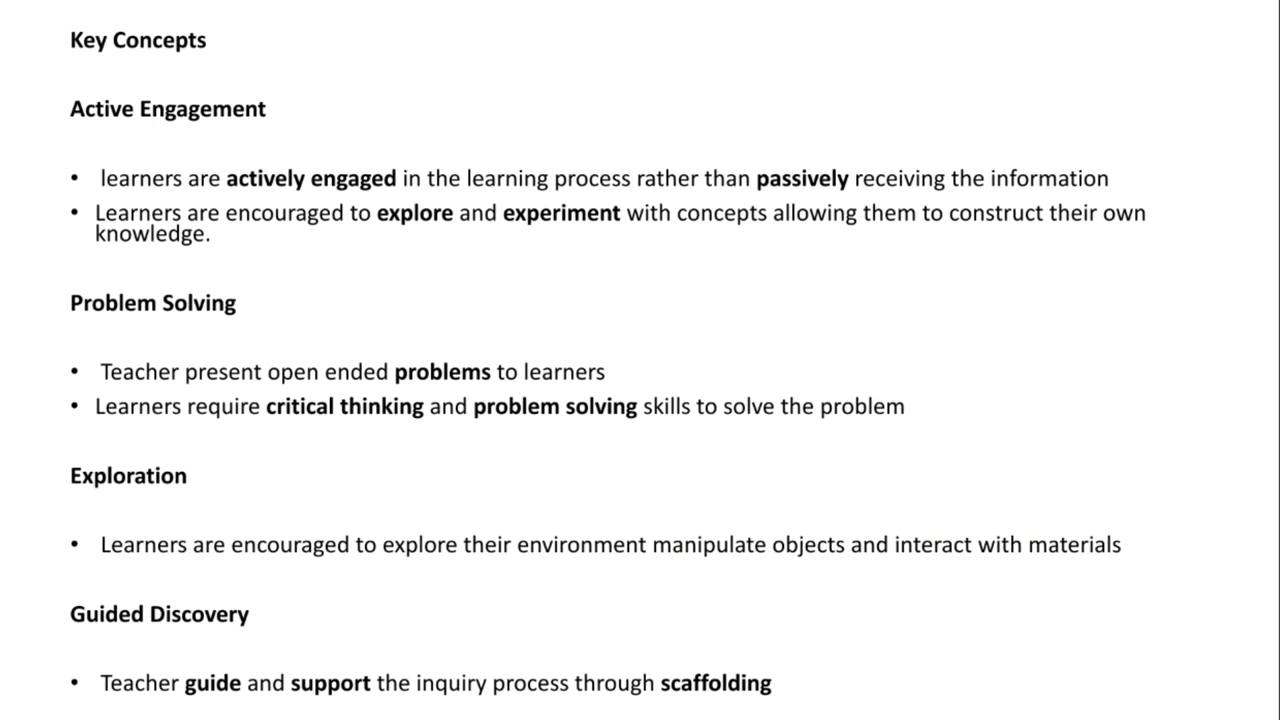 Key Concepts
Active Engagement
• learners are actively engaged in the learning process rather than passively receiving the information
• Learners are encouraged to explore and experiment with concepts allowing them to construct their own
knowledge.
Problem Solving
• Teacher present open ended problems to learners
• Learners require critical thinking and problem solving skills to solve the problem
Exploration
• Learners are encouraged to explore their environment manipulate objects and interact with materials
Guided Discovery
• Teacher guide and support the inquiry process through scaffolding